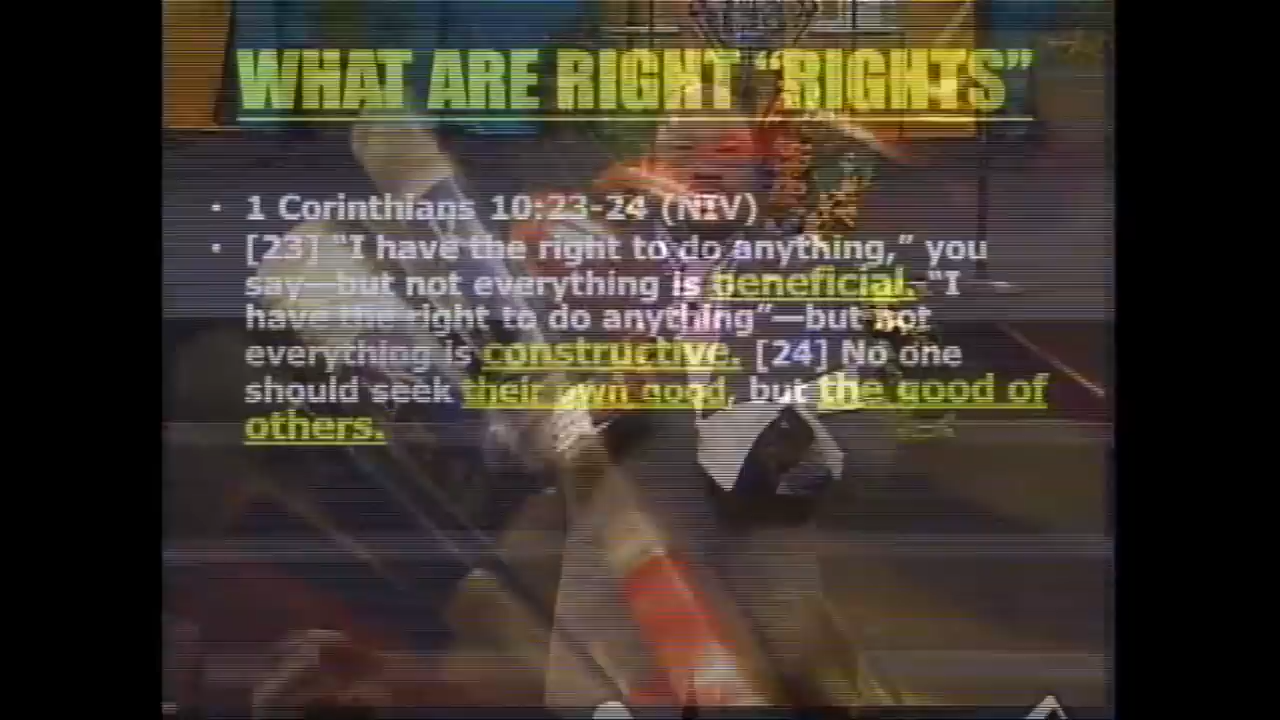 WHAT ARE RIGHT “RIGHTS”
• 1 Corinthians 10:23-24 (NIV)
• [23] “I have the right to do anything,” you
say—but not everything is beneficial. “I
have the right to do anything”—but not
everything is constructive. [24] No one
should seek their own good, but the good of
others.